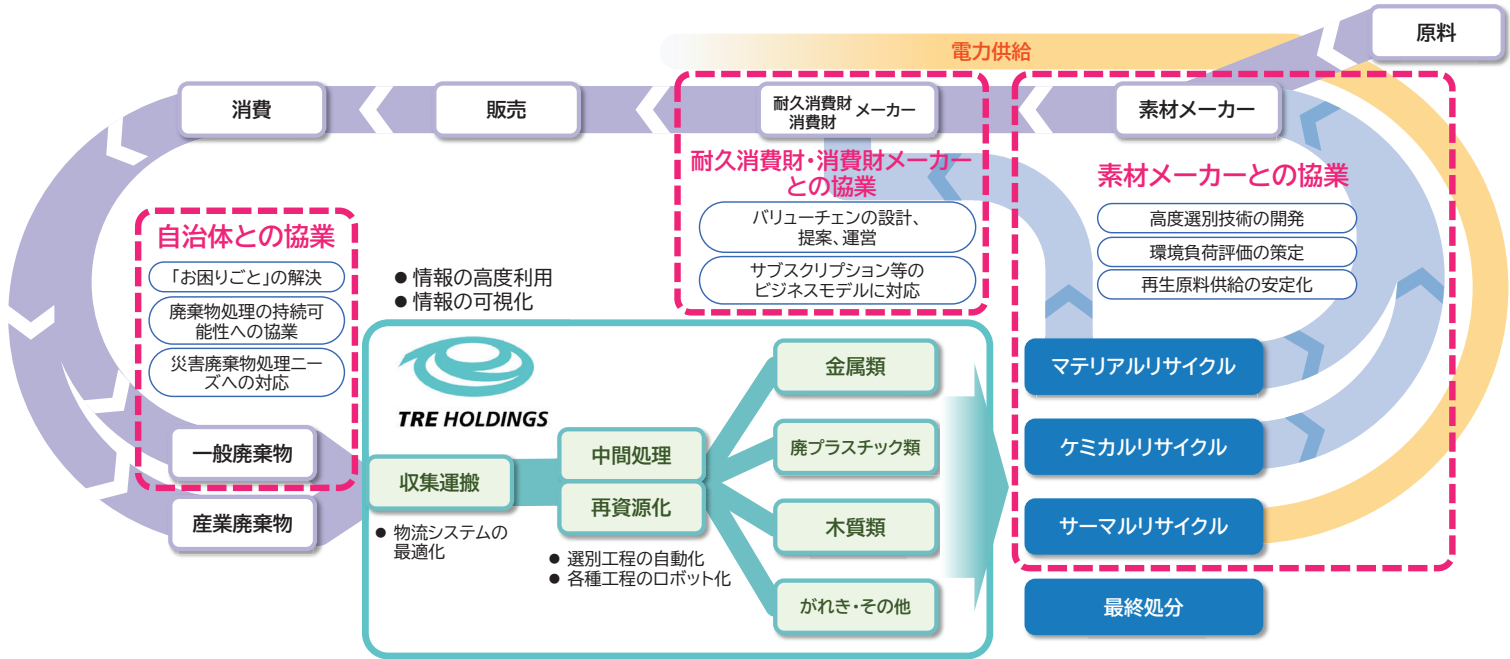 原料
電力供給
消費
販売
耐久消費財
消費財
メーカー
素材メーカー
耐久消費財・消費財メーカー
との協業
バリューチェンの設計、
提案、運営
サブスクリプション等の
ビジネスモデルに対応
素材メーカーとの協業
高度選別技術の開発
環境負荷評価の策定
再生原料供給の安定化
自治体との協業
「お困りごと」の解決
廃棄物処理の持続可
能性への協業
災害廃棄物処理ニー
ズへの対応
一般廃棄物
産業廃棄物
● 情報の高度利用
● 情報の可視化
TRE HOLDINGS
収集運搬
● 物流システムの
最適化
中間処理
再資源化
● 選別工程の自動化
● 各種工程のロボット化
金属類
廃プラスチック類
木質類
がれき・その他
マテリアルリサイクル
ケミカルリサイクル
サーマルリサイクル
最終処分